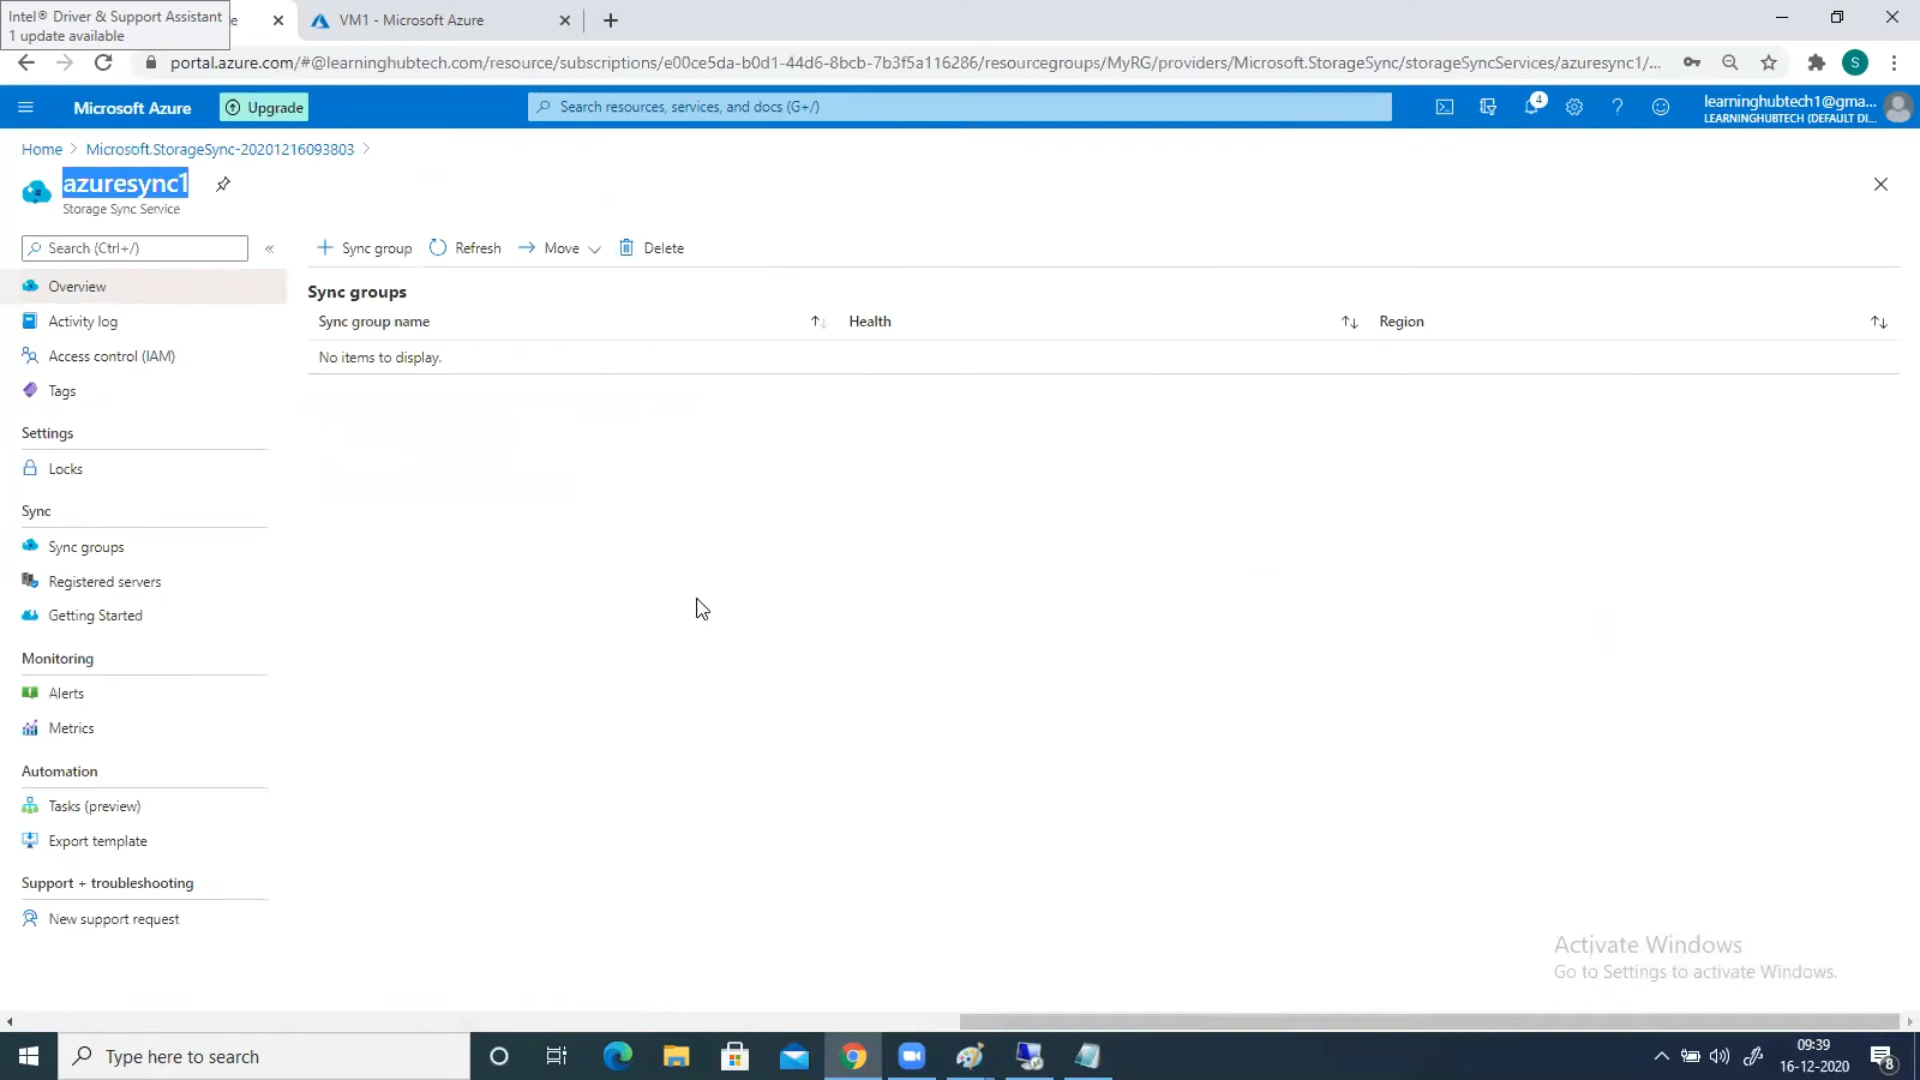 Intel® Driver & Support Assistant
1 update available
e
VM1 - Microsoft Azure
portal.azure.com/#@learninghubtech.com/resource/subscriptions/e00ce5da-b0d1-44d6-8bcb-7b3f5a116286/resourcegroups/MyRG/providers/Microsoft.StorageSync/storageSyncServices/azuresync1/...
S
Microsoft Azure
Upgrade
Search resources, services, and docs (G+/)
4
learninghubtech1@gma...
LEARNINGHUBTECH (DEFAULT DI...
Home > Microsoft.StorageSync-20201216093803 >
azuresync1
Storage Sync Service
Search (Ctrl+/)
«
Sync group
Refresh
Move
Delete
Overview
Activity log
Access control (IAM)
Tags
Settings
Locks
Sync
Sync groups
Registered servers
Getting Started
Monitoring
Alerts
Metrics
Automation
Tasks (preview)
Export template
Support + troubleshooting
New support request
Sync groups
Sync group name
Health
Region
No items to display.
Activate Windows
Go to Settings to activate Windows.
Type here to search
09:39
16-12-2020
8